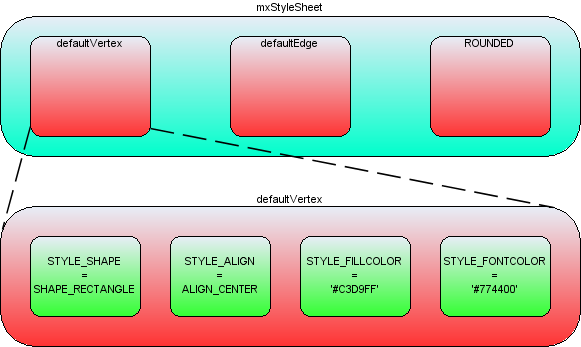 mxStyleSheet
defaultVertex
defaultEdge
ROUNDED
defaultVertex
STYLE_SHAPE
=
SHAPE_RECTANGLE
STYLE_ALIGN
=
ALIGN_CENTER
STYLE_FILLCOLOR
=
'#C3D9FF'
STYLE_FONTCOLOR
=
'#774400'